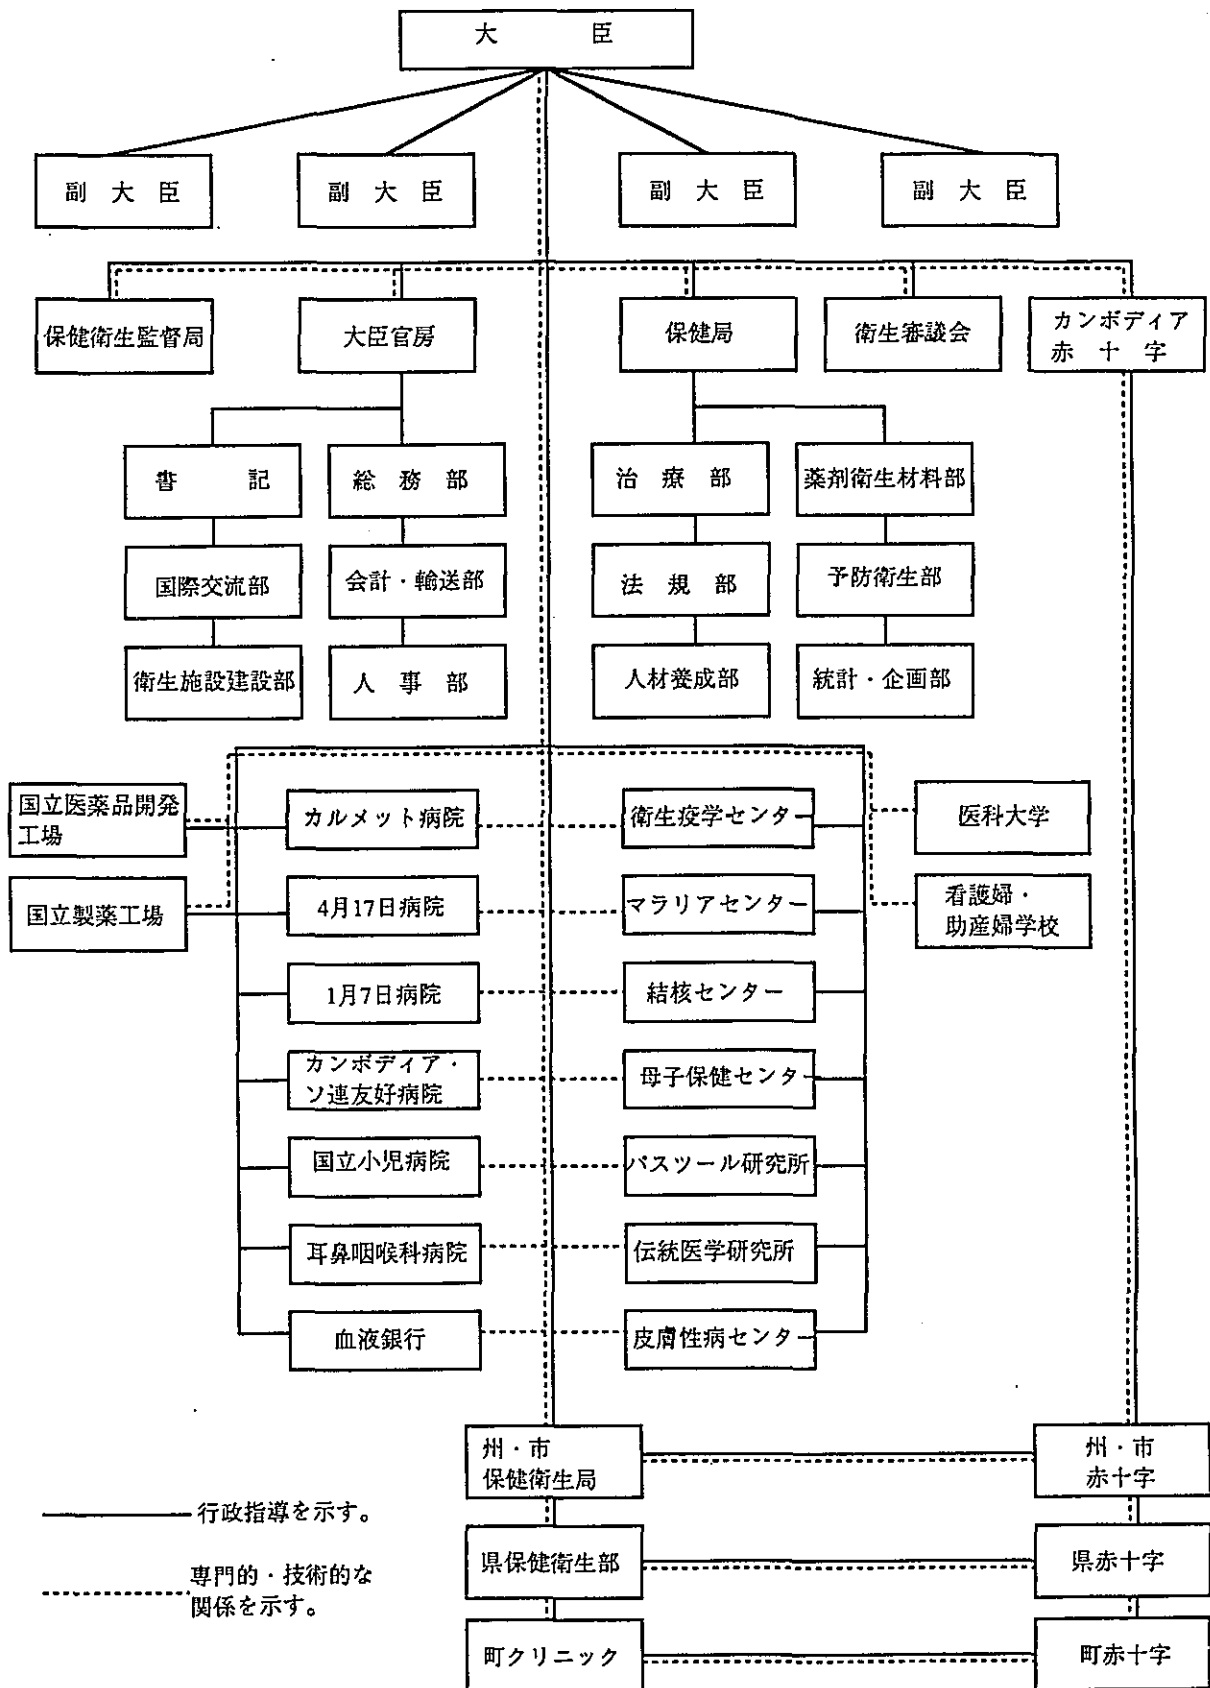 大臣
副大臣
副大臣
副大臣
副大臣
保健衛生監督局
大臣官房
保健局
衛生審議会
カンボディア
赤十字
書記
総務部
治療部
薬剤衛生材料部
国際交流部
会計・輸送部
法規部
予防衛生部
衛生施設建設部
人事部
人材養成部
統計・企画部
国立医薬品開発
工場
カルメット病院
衛生疫学センター
医科大学
国立製薬工場
4月17日病院
マラリアセンター
看護婦・
助産婦学校
1月7日病院
結核センター
カンボディア・
ソ連友好病院
母子保健センター
国立小児病院
パスツール研究所
耳鼻咽喉科病院
伝統医学研究所
血液銀行
皮膚性病センター
州・市
保健衛生局
州・市
赤十字
行政指導を示す。
県保健衛生部
県赤十字
専門的・技術的な
関係を示す。
町クリニック
町赤十字